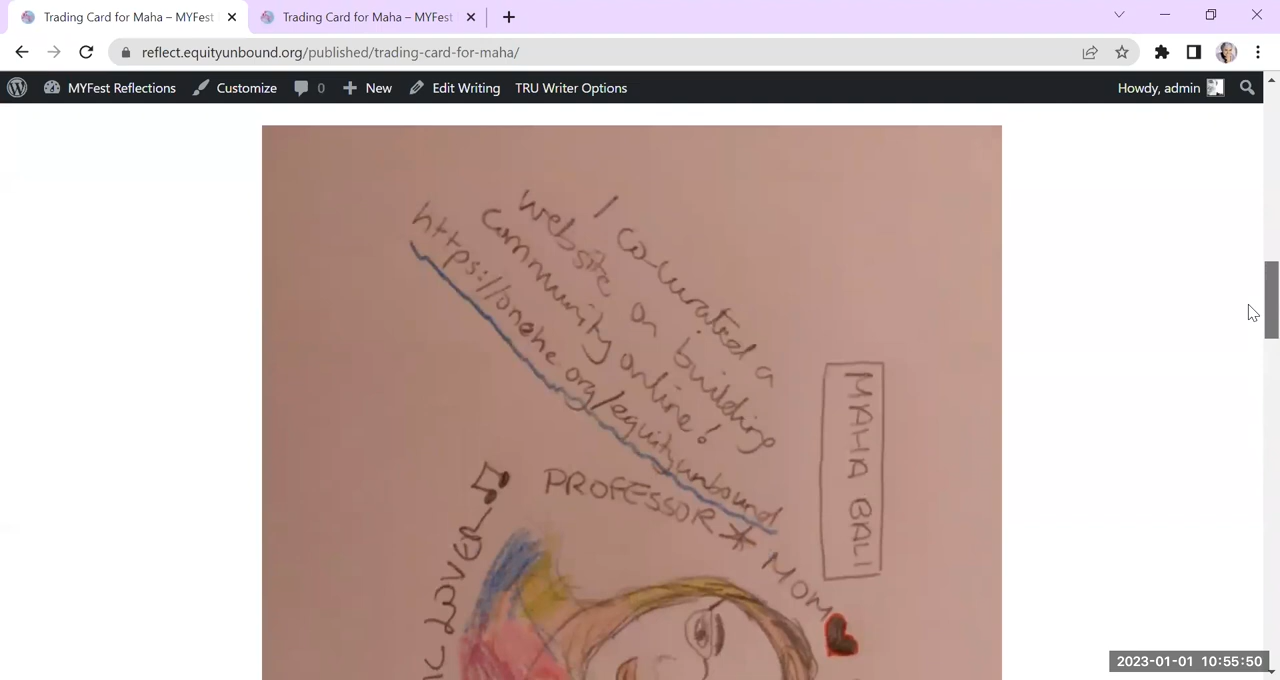 Trading Card for Maha – MYFest
Trading Card for Maha – MYFest
reflect.equityunbound.org/published/trading-card-for-maha/
MYFest Reflections
Customize
0
New
Edit Writing
TRU Writer Options
Howdy, admin
I co-curated a
website on building
community online!
https://onehe.org/equityunbound
MAHA BALI
PROFESSOR * MOM
LOVER
2023-01-01 10:55:50